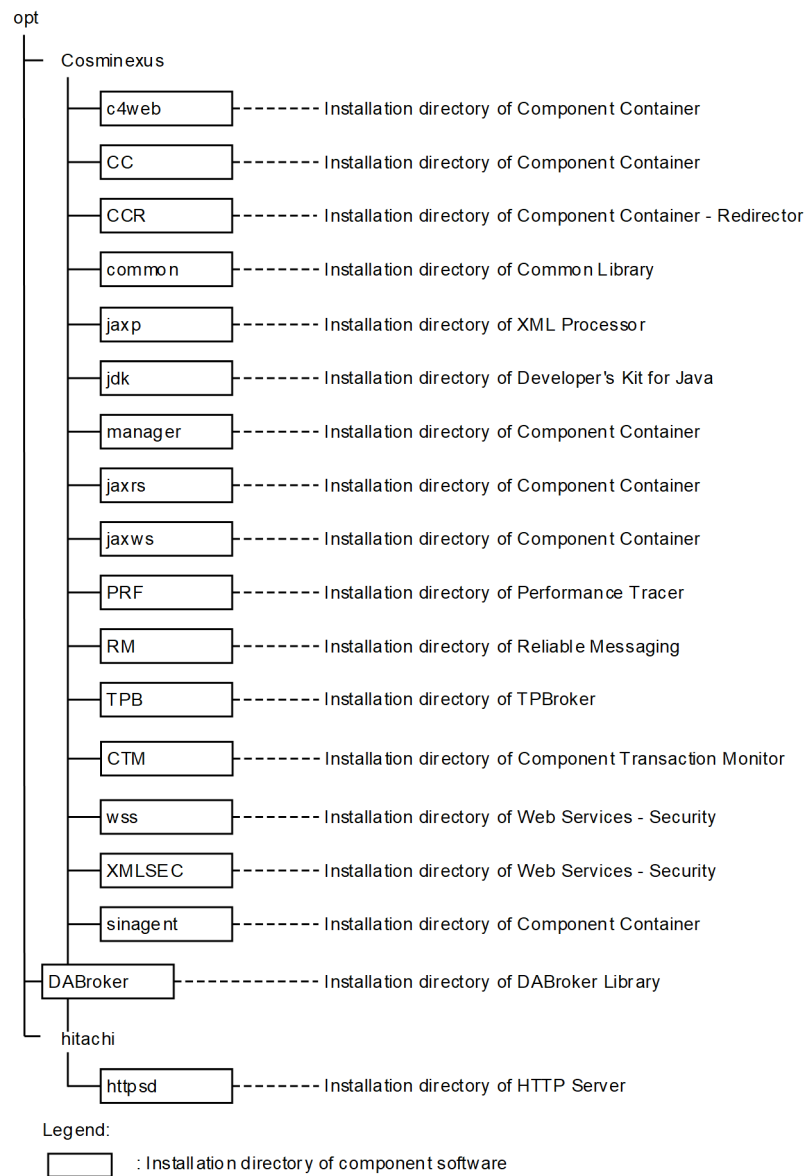 opt
Cosminexus
c4web Installation directory of Component Container
CC Installation directory of Component Container
CCR Installation directory of Component Container - Redirector
common Installation directory of Common Library
jaxp Installation directory of XML Processor
jdk Installation directory of Developer's Kit for Java
manager Installation directory of Component Container
jaxrs Installation directory of Component Container
jaxws Installation directory of Component Container
PRF Installation directory of Performance Tracer
RM Installation directory of Reliable Messaging
TPB Installation directory of TPBroker
CTM Installation directory of Component Transaction Monitor
wss Installation directory of Web Services - Security
XMLSEC Installation directory of Web Services - Security
sinagent Installation directory of Component Container
DABroker Installation directory of DABroker Library
hitachi
httpsd Installation directory of HTTP Server
Legend:
: Installation directory of component software